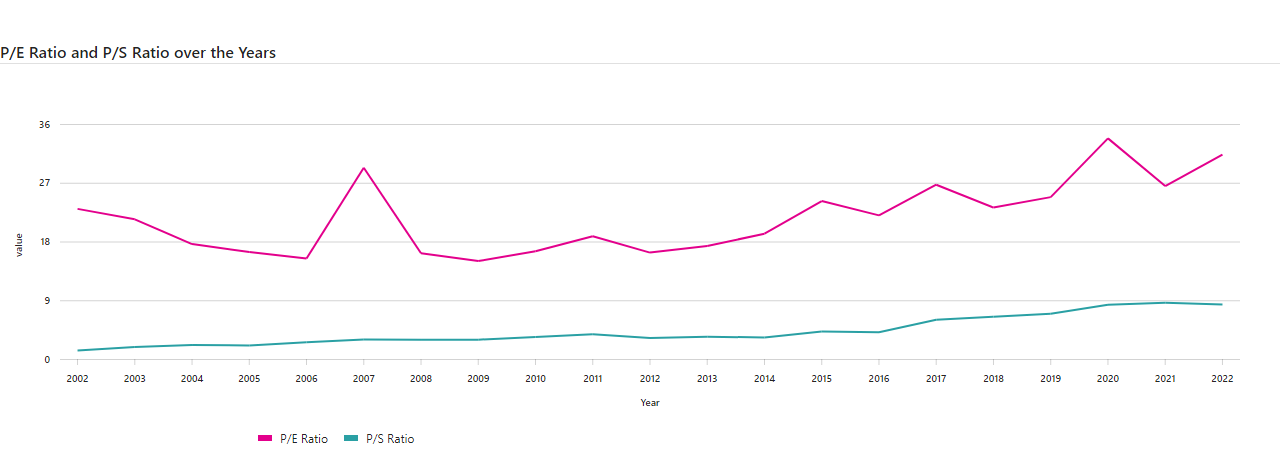 P/E Ratio and P/S Ratio over the Years
36
27
18
9
0
value
2002 2003 2004 2005 2006 2007 2008 2009 2010 2011 2012 2013 2014 2015 2016 2017 2018 2019 2020 2021 2022
Year
P/E Ratio P/S Ratio